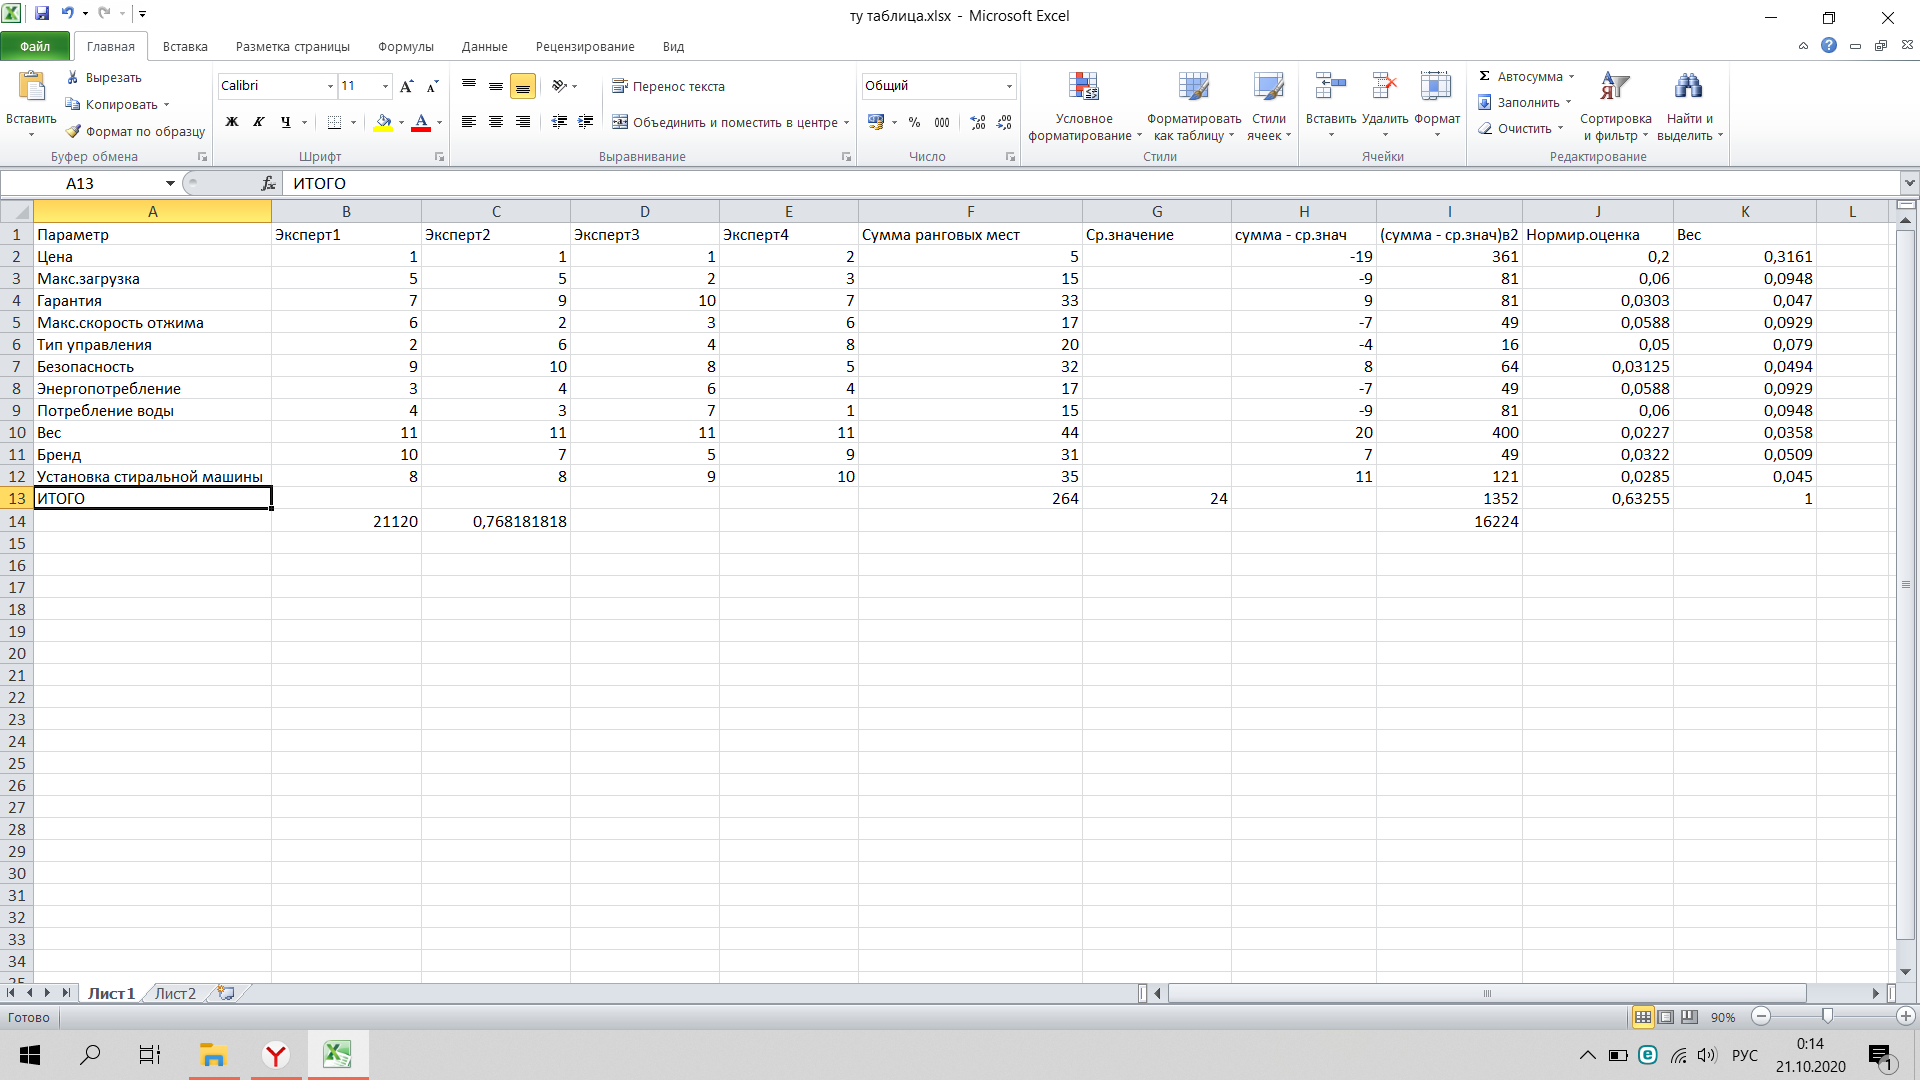 ту таблица.xlsx - Microsoft Excel
Файл Главная Вставка Разметка страницы Формулы Данные Рецензирование Вид
Вставить
Вырезать
Копировать
Формат по образцу
Буфер обмена
Calibri 11
Ж К Ч А
Шрифт
Перенос текста
Объединить и поместить в центре
Выравнивание
Общий
% 000
Число
Условное форматирование
Форматировать как таблицу
Стили ячеек
Стили
Вставить Удалить Формат
Ячейки
Автосумма
Заполнить
Очистить
Сортировка и фильтр
Найти и выделить
Редактирование
A13 fx ИТОГО
A B C D E F G H I J K L
1 Параметр Эксперт1 Эксперт2 Эксперт3 Эксперт4 Сумма ранговых мест Ср.значение сумма - ср.знач (сумма - ср.знач)в2 Нормир.оценка Вес
2 Цена 1 1 1 2 5 -19 361 0,2 0,3161
3 Макс.загрузка 5 5 2 3 15 -9 81 0,06 0,0948
4 Гарантия 7 9 10 7 33 9 81 0,0303 0,047
5 Макс.скорость отжима 6 2 3 6 17 -7 49 0,0588 0,0929
6 Тип управления 2 6 4 8 20 -4 16 0,05 0,079
7 Безопасность 9 10 8 5 32 8 64 0,03125 0,0494
8 Энергопотребление 3 4 6 4 17 -7 49 0,0588 0,0929
9 Потребление воды 4 3 7 1 15 -9 81 0,06 0,0948
10 Вес 11 11 11 11 44 20 400 0,0227 0,0358
11 Бренд 10 7 5 9 31 7 49 0,0322 0,0509
12 Установка стиральной машины 8 8 9 10 35 11 121 0,0285 0,045
13 ИТОГО 264 24 1352 0,63255 1
14 21120 0,768181818 16224
15
16
17
18
19
20
21
22
23
24
25
26
27
28
29
30
31
32
33
34
35
Лист1 Лист2
Готово 90%
РУС 0:14
21.10.2020 1